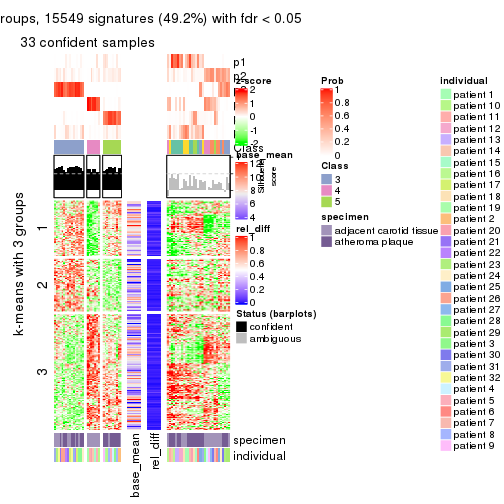 roups, 15549 signatures (49.2%) with fdr < 0.05
33 confident samples
p1
p2
z-score
2
1
0
-1
-2
Class
base_mean
12
10
8
6
4
Silhouette
score
rel_diff
1
0.8
0.6
0.4
0.2
0
Status (barplots)
confident
ambiguous
Prob
1
0.8
0.6
0.4
0.2
0
Class
3
4
5
specimen
adjacent carotid tissue
atheroma plaque
individual
patient 1
patient 10
patient 11
patient 12
patient 13
patient 14
patient 15
patient 16
patient 17
patient 18
patient 19
patient 2
patient 20
patient 21
patient 22
patient 23
patient 24
patient 25
patient 26
patient 27
patient 28
patient 29
patient 3
patient 30
patient 31
patient 32
patient 4
patient 5
patient 6
patient 7
patient 8
patient 9
k-means with 3 groups
1
2
3
specimen
individual
base_mean
rel_diff